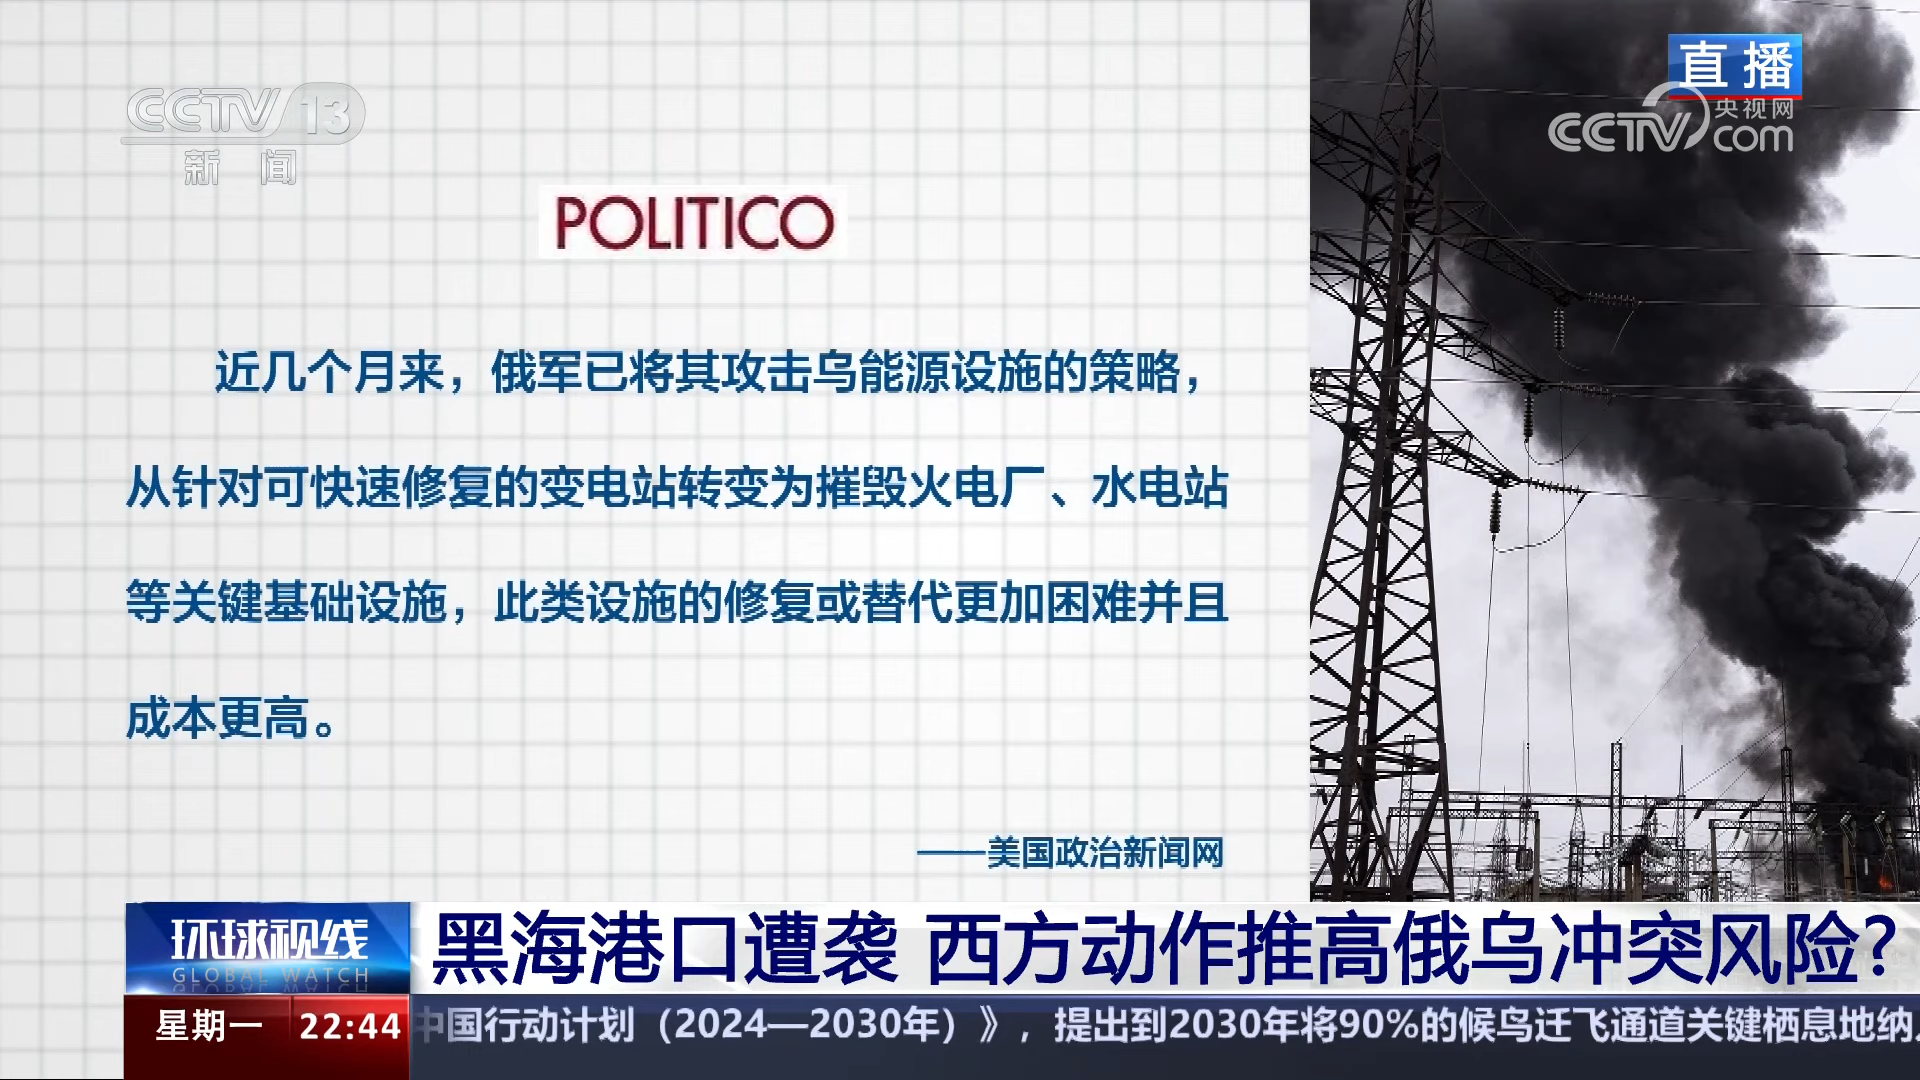 CCTV 13
新闻
直播
央视网
CCTV.com
POLITICO
近几个月来，俄军已将其攻击乌能源设施的策略，
从针对可快速修复的变电站转变为摧毁火电厂、水电站
等关键基础设施，此类设施的修复或替代更加困难并且
成本更高。
——美国政治新闻网
环球视线
GLOBAL WATCH
黑海港口遭袭 西方动作推高俄乌冲突风险?
星期一 22:44
中国行动计划（2024—2030年）》，提出到2030年将90%的候鸟迁飞通道关键栖息地纳